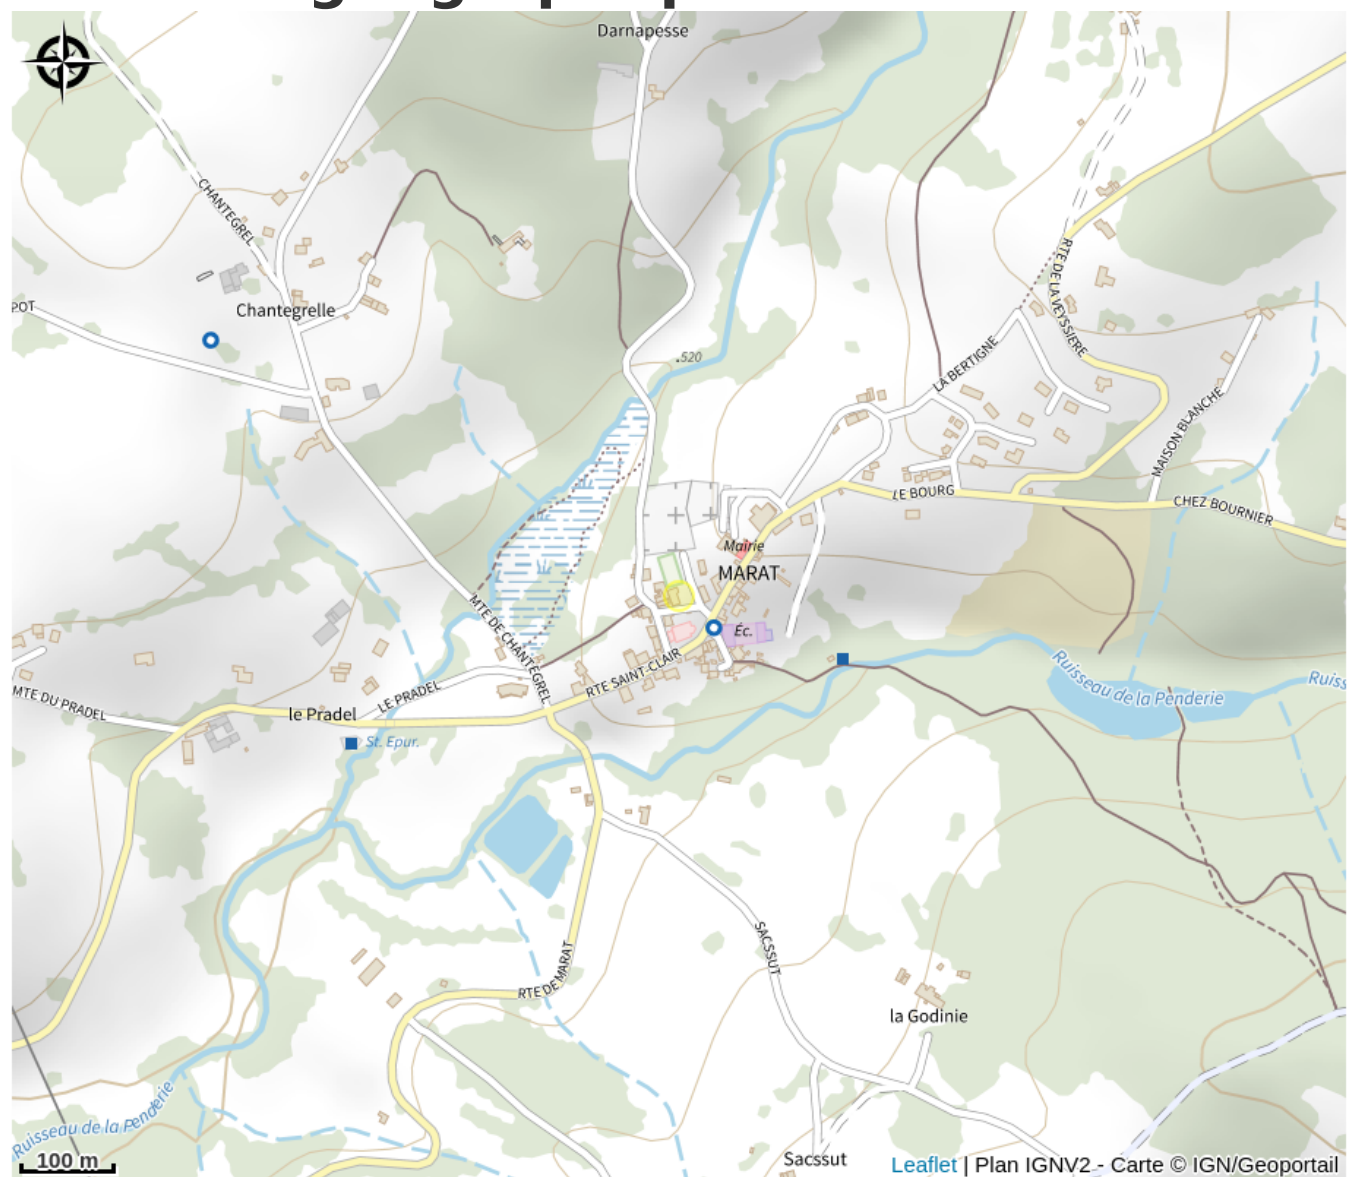 Darnapesse
CHANTEGREL
RTE DE LA VEYSSIERE
Chantegrelle
.520
LA BERTIGNE
MAISON BLANCHE
LE BOURG
CHEZ BOURNIER
Mairie
MARAT
Éc.
MTE DE CHANTEGREL
RTE SAINT-CLAIR
Ruisseau de la Penderie
Ruiss
MTE DU PRADEL
LE PRADEL
le Pradel
St. Epur.
SACSSUT
RTE DE MARAT
la Godinie
Ruisseau de la Penderie
100 m
Sacssut
Leaflet | Plan IGNV2 - Carte © IGN/Geoportail